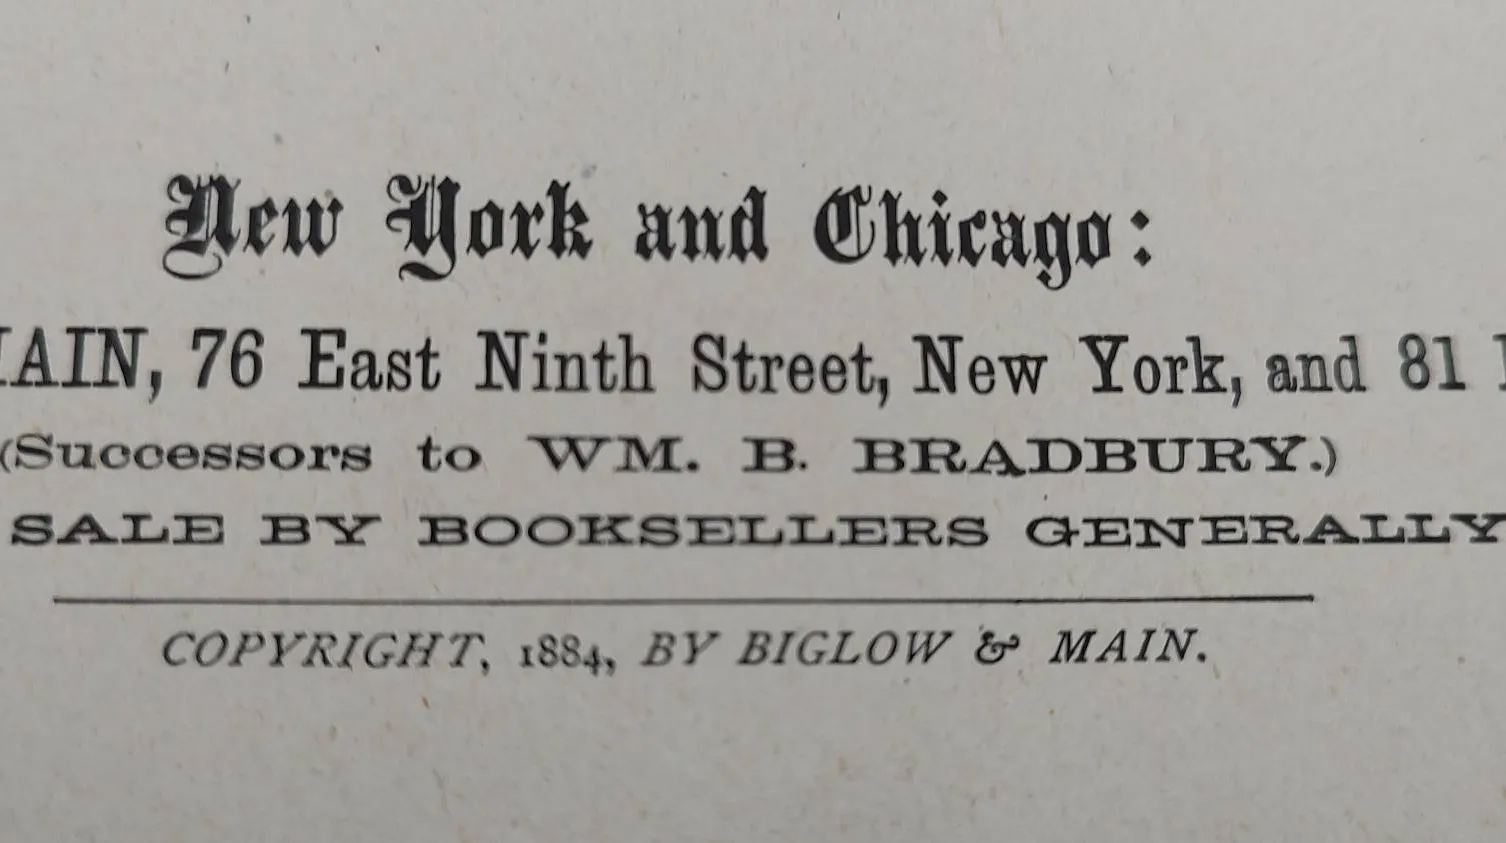 New York and Chicago:
MAIN, 76 East Ninth Street, New York, and 81
(Successors to WM. B. BRADBURY.)
SALE BY BOOKSELLERS GENERALLY
COPYRIGHT, 1884, BY BIGLOW & MAIN.